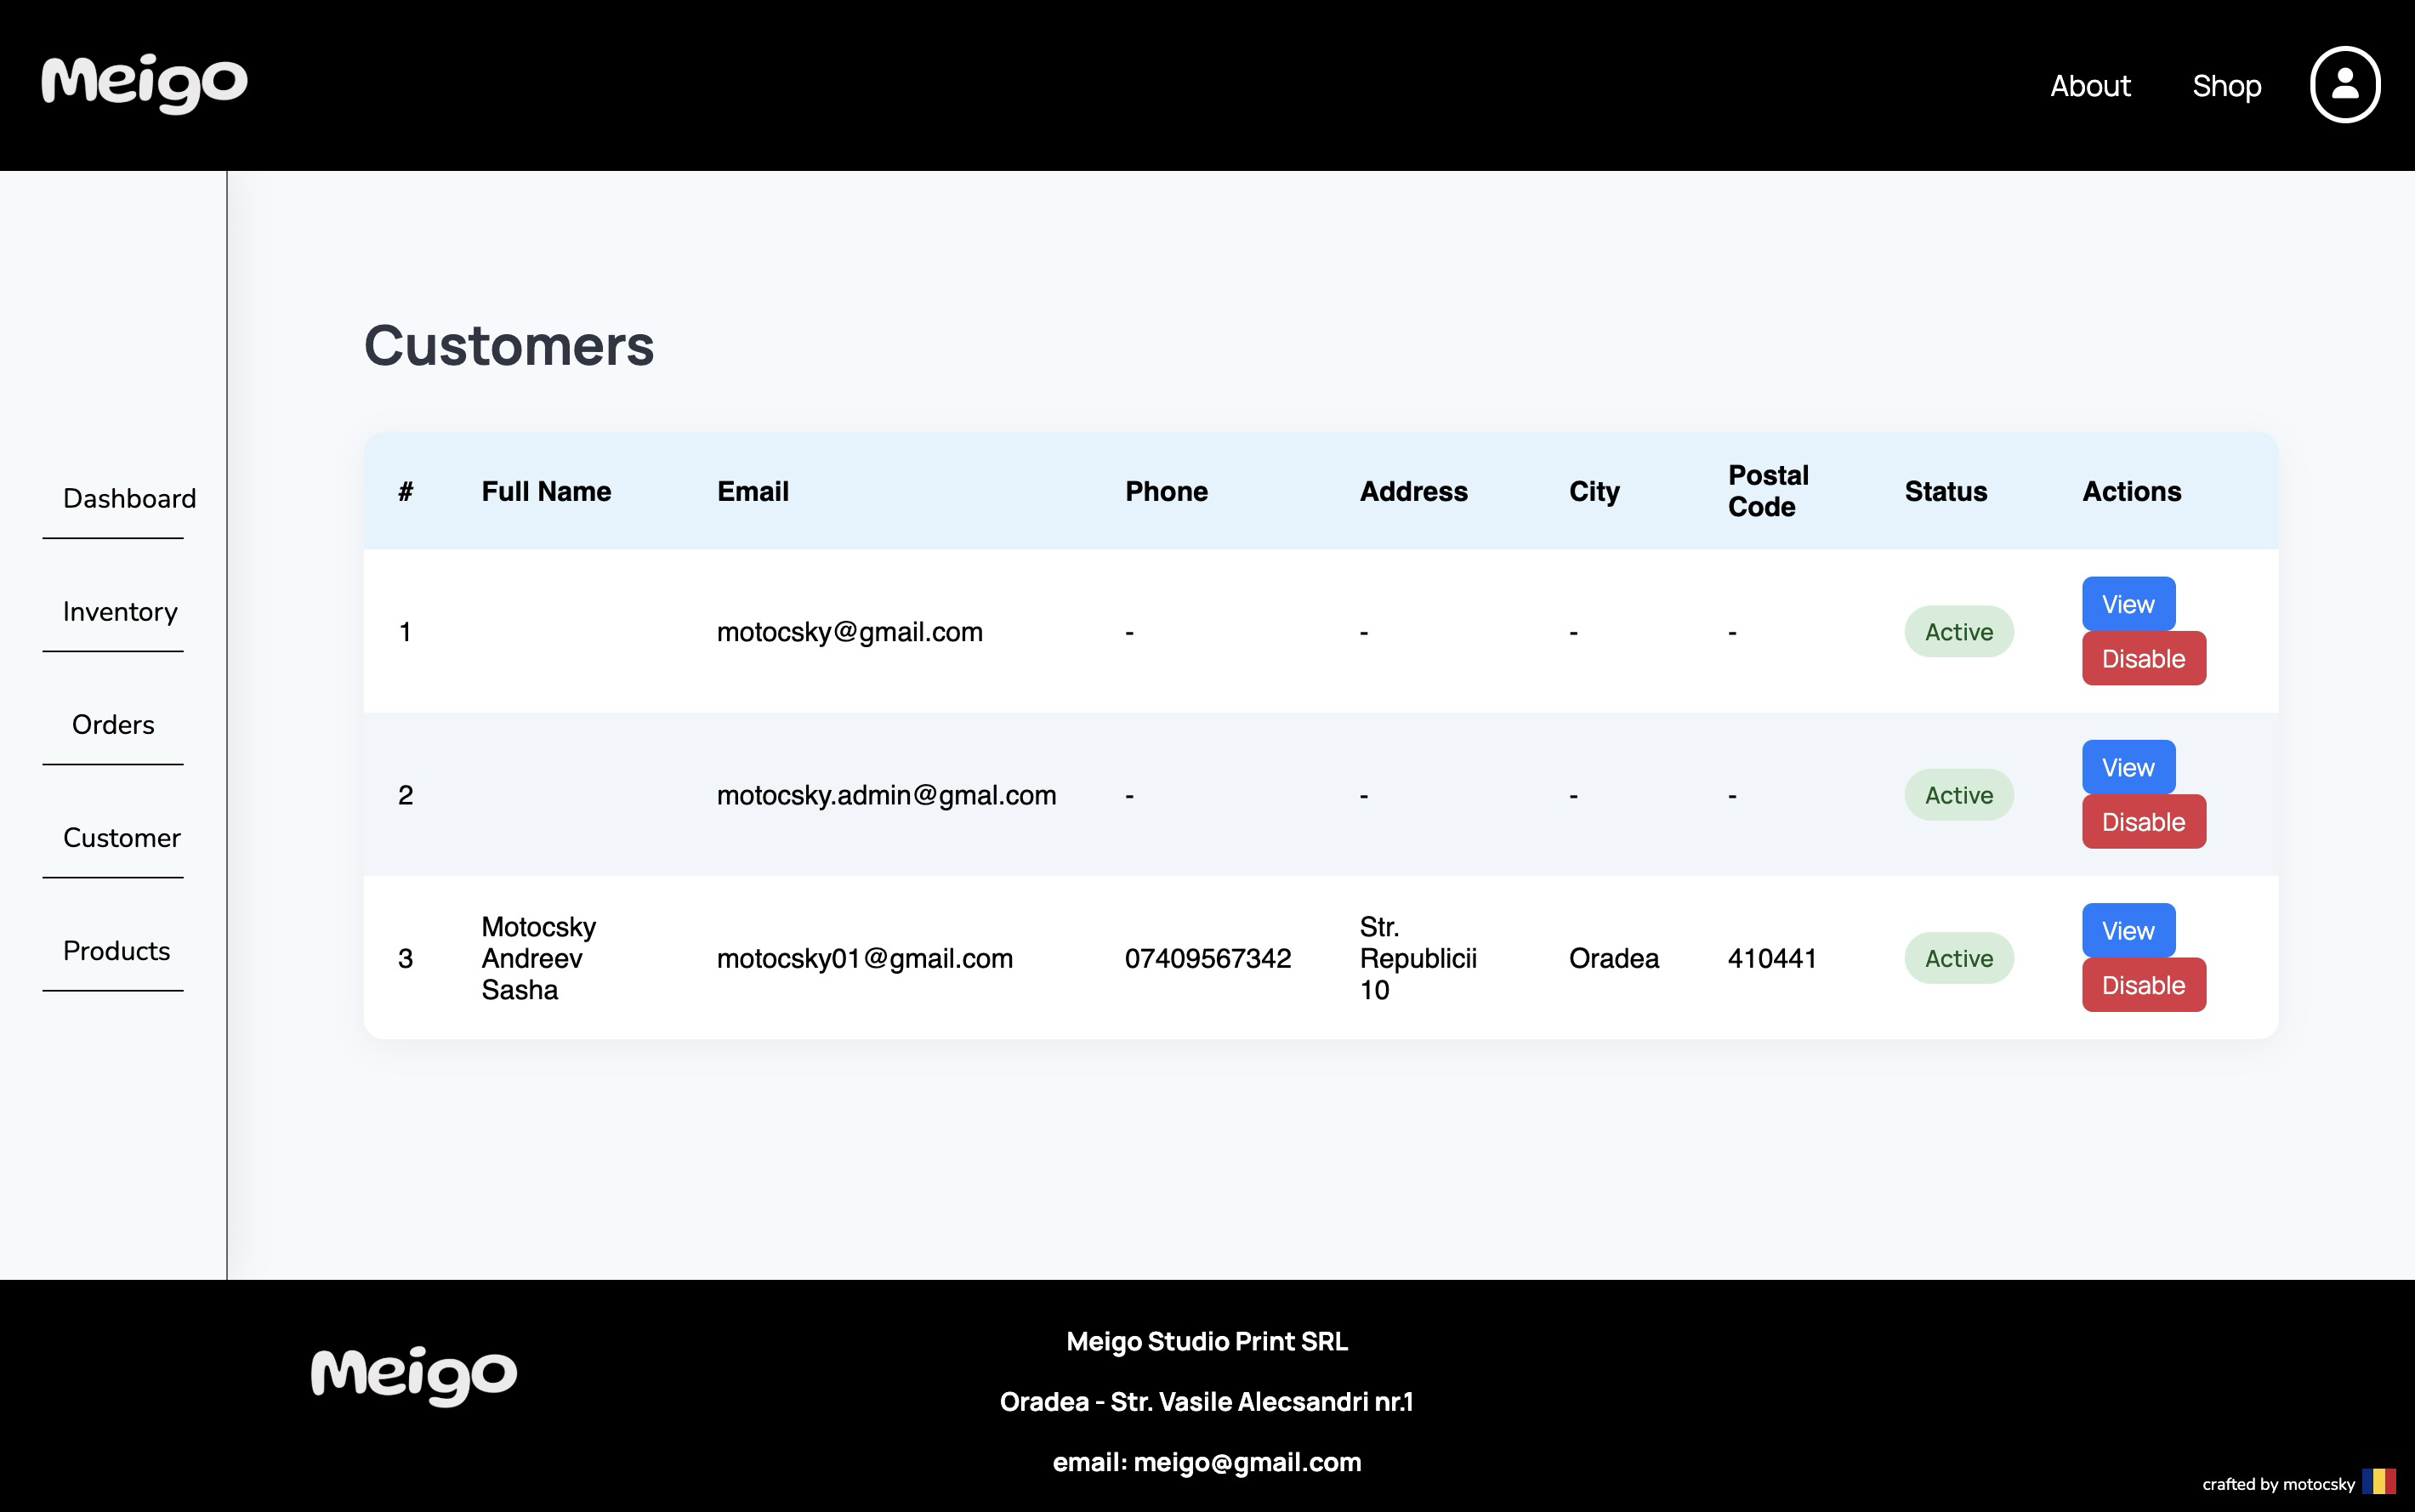 Meigo
About
Shop
Dashboard
Inventory
Orders
Customer
Products
Customers
# Full Name Email Phone Address City Postal Code Status Actions
1 motocsky@gmail.com - - - - Active View
Disable
2 motocsky.admin@gmal.com - - - - Active View
Disable
3 Motocsky Andreev Sasha motocsky01@gmail.com 07409567342 Str. Republicii 10 Oradea 410441 Active View
Disable
Meigo
Meigo Studio Print SRL
Oradea - Str. Vasile Alecsandri nr.1
email: meigo@gmail.com
crafted by motocsky